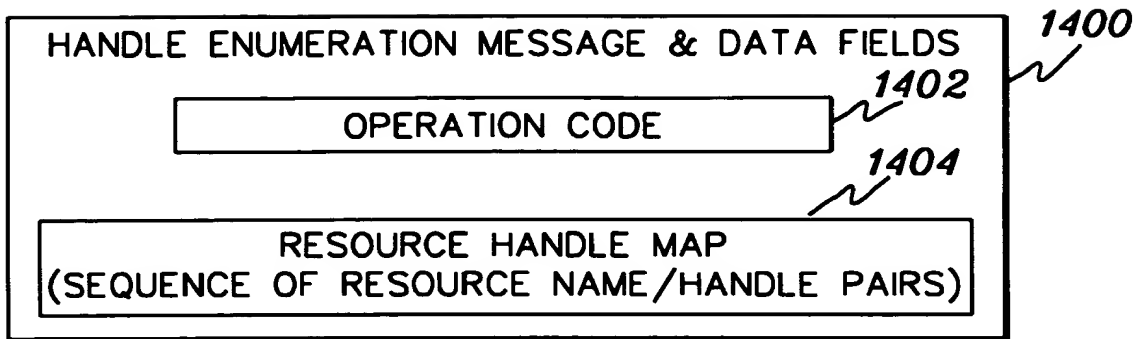 HANDLE ENUMERATION MESSAGE & DATA FIELDS
1400
1402
OPERATION CODE
1404
RESOURCE HANDLE MAP
(SEQUENCE OF RESOURCE NAME/HANDLE PAIRS)